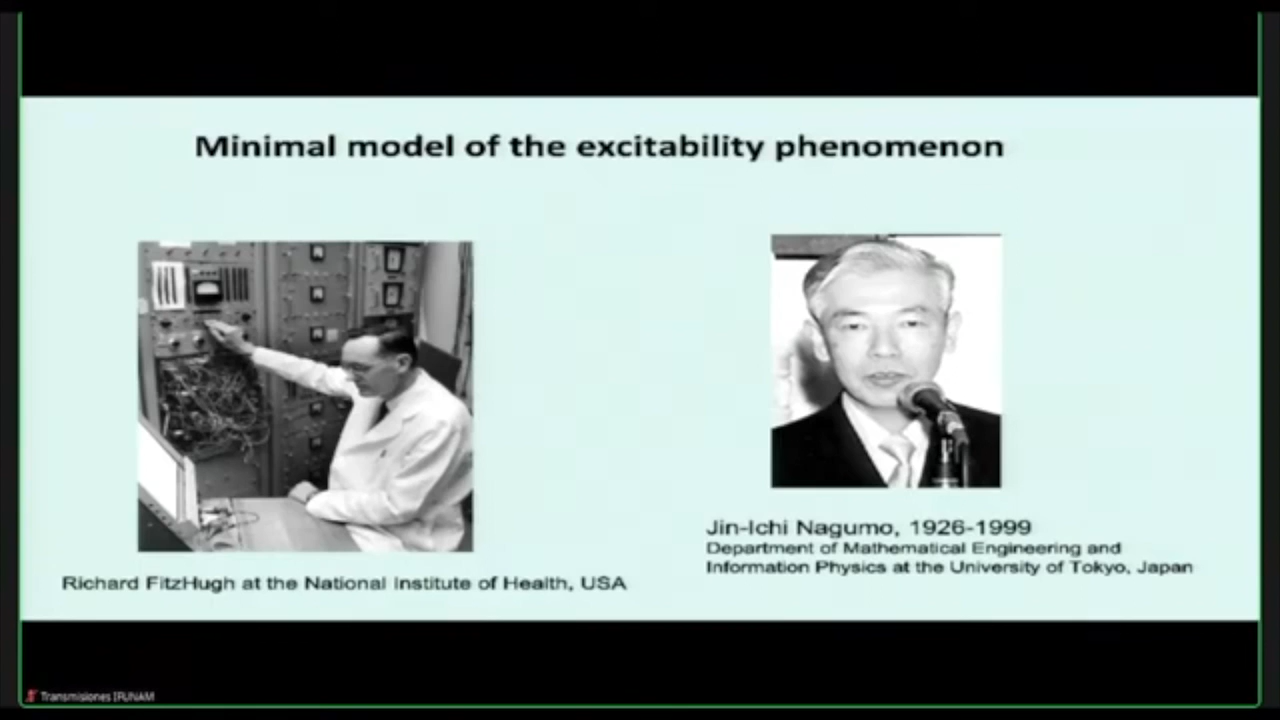 Minimal model of the excitability phenomenon
Richard FitzHugh at the National Institute of Health, USA
Jin-Ichi Nagumo, 1926-1999
Department of Mathematical Engineering and
Information Physics at the University of Tokyo, Japan
Transmisiones IFUNAM